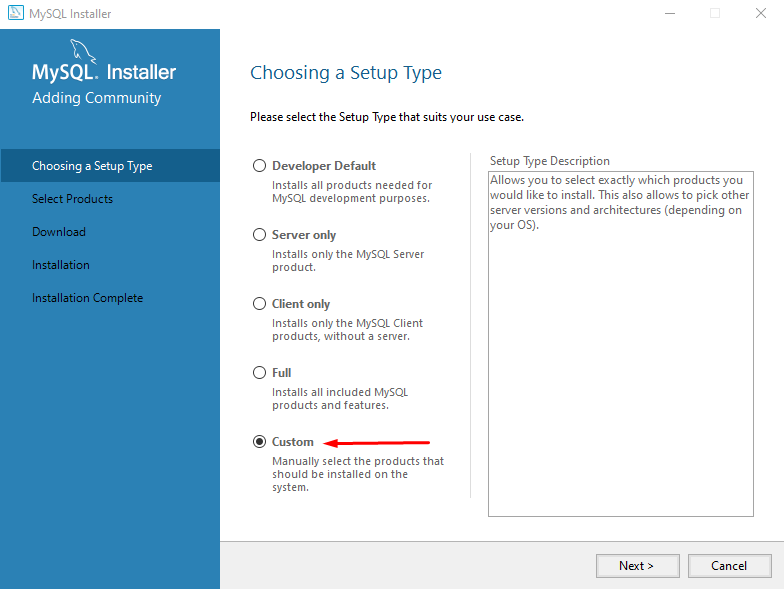 MySQL Installer
MySQL. Installer
Adding Community
Choosing a Setup Type
Select Products
Download
Installation
Installation Complete
Choosing a Setup Type
Please select the Setup Type that suits your use case.
Developer Default
Installs all products needed for
MySQL development purposes.
Server only
Installs only the MySQL Server
product.
Client only
Installs only the MySQL Client
products, without a server.
Full
Installs all included MySQL
products and features.
Custom
Manually select the products that
should be installed on the
system.
Setup Type Description
Allows you to select exactly which products you
would like to install. This also allows to pick other
server versions and architectures (depending on
your OS).
Next >
Cancel